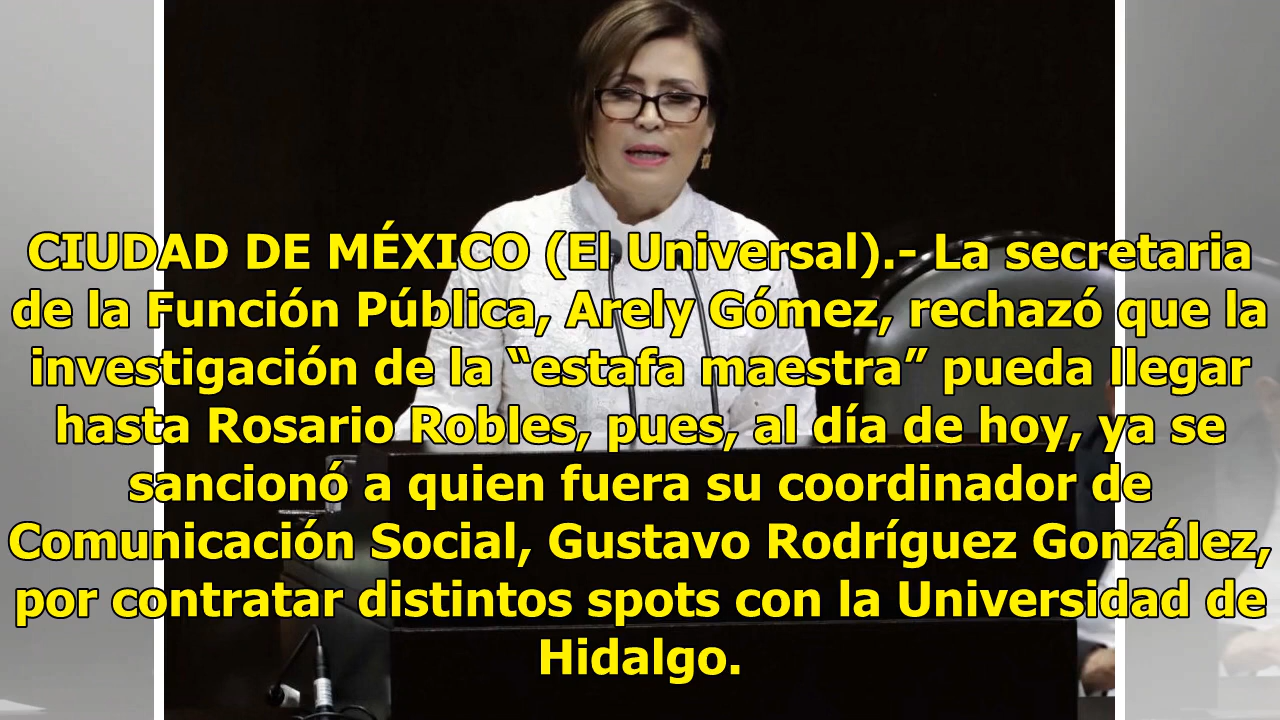 CIUDAD DE MÉXICO (El Universal).- La secretaria
de la Función Pública, Arely Gómez, rechazó que la
investigación de la “estafa maestra” pueda llegar
hasta Rosario Robles, pues, al día de hoy, ya se
sancionó a quien fuera su coordinador de
Comunicación Social, Gustavo Rodríguez González,
por contratar distintos spots con la Universidad de
Hidalgo.